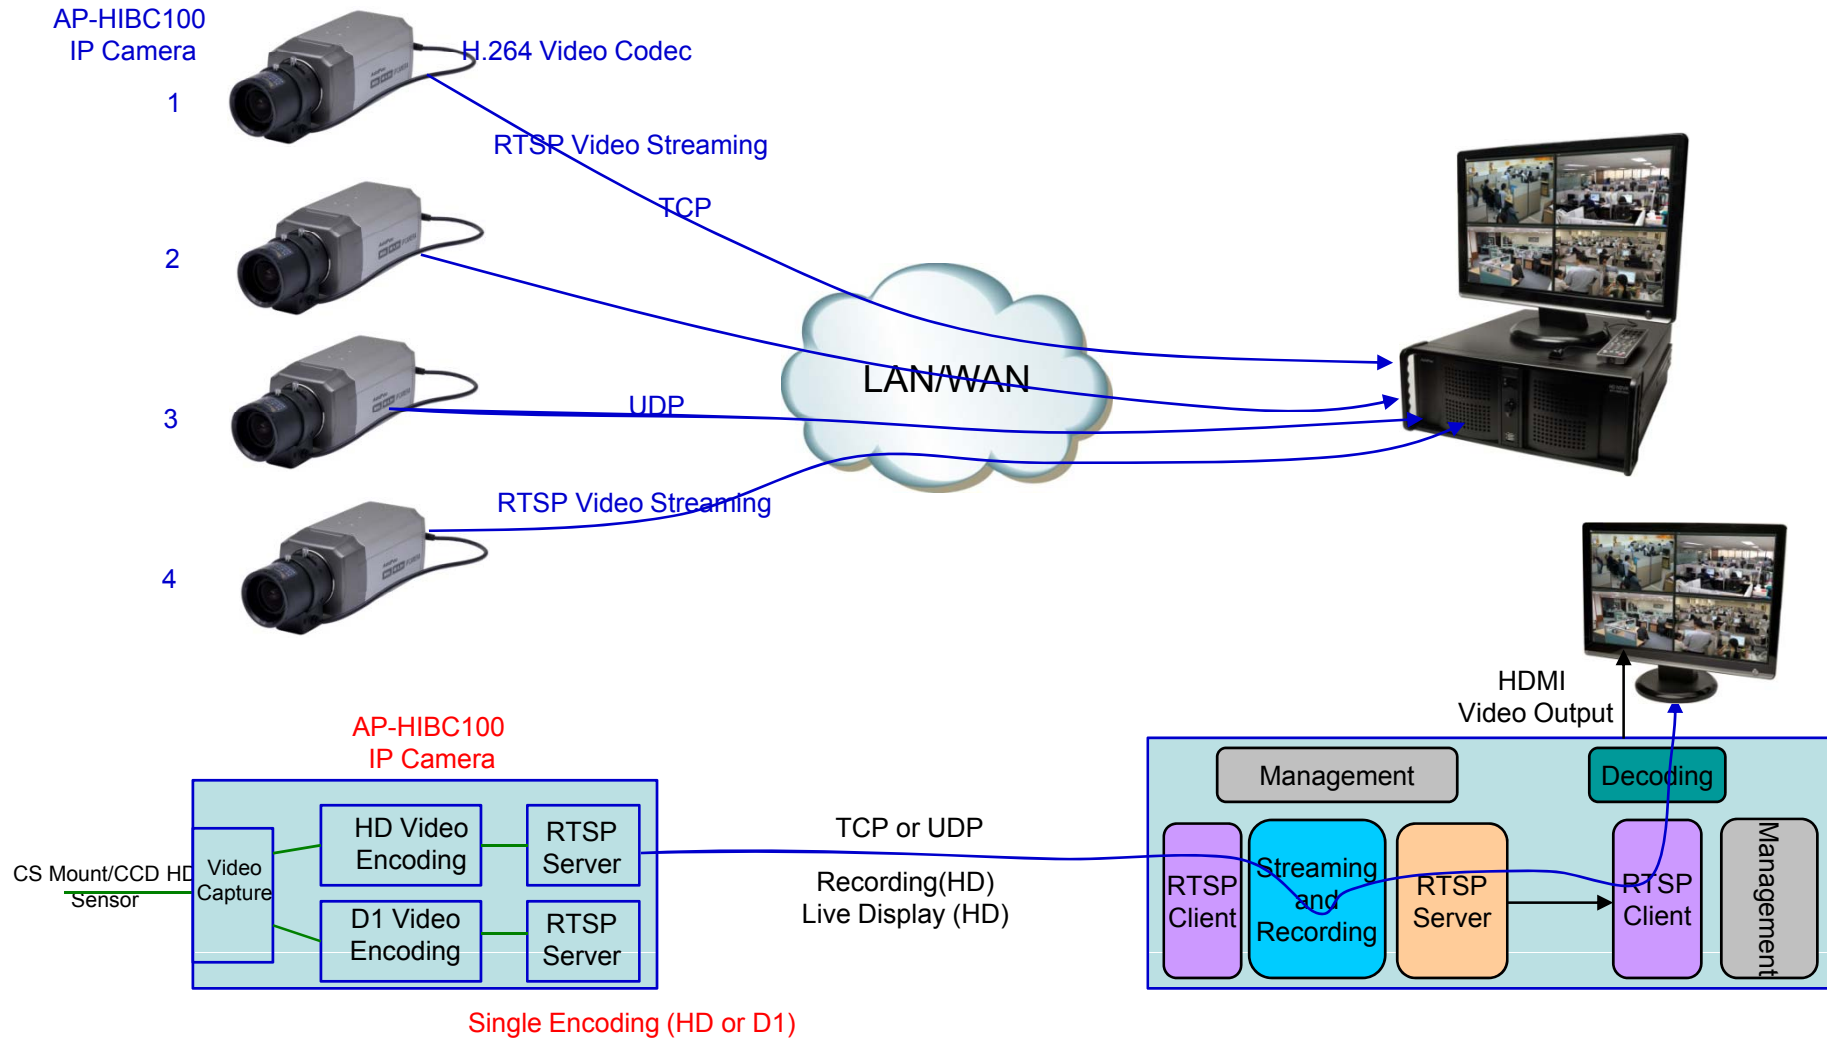 AP-HIBC100
IP Camera
H.264 Video Codec
1
RTSP Video Streaming
TCP
2
LAN/WAN
3
UDP
RTSP Video Streaming
4
HDMI
Video Output
AP-HIBC100
IP Camera
Management
Decoding
HD Video
Encoding
RTSP
Server
TCP or UDP
CS Mount/CCD HD
Sensor
Video
Capture
Recording(HD)
Live Display (HD)
D1 Video
Encoding
RTSP
Server
RTSP
Client
Streaming
and
Recording
RTSP
Server
RTSP
Client
Management
Single Encoding (HD or D1)